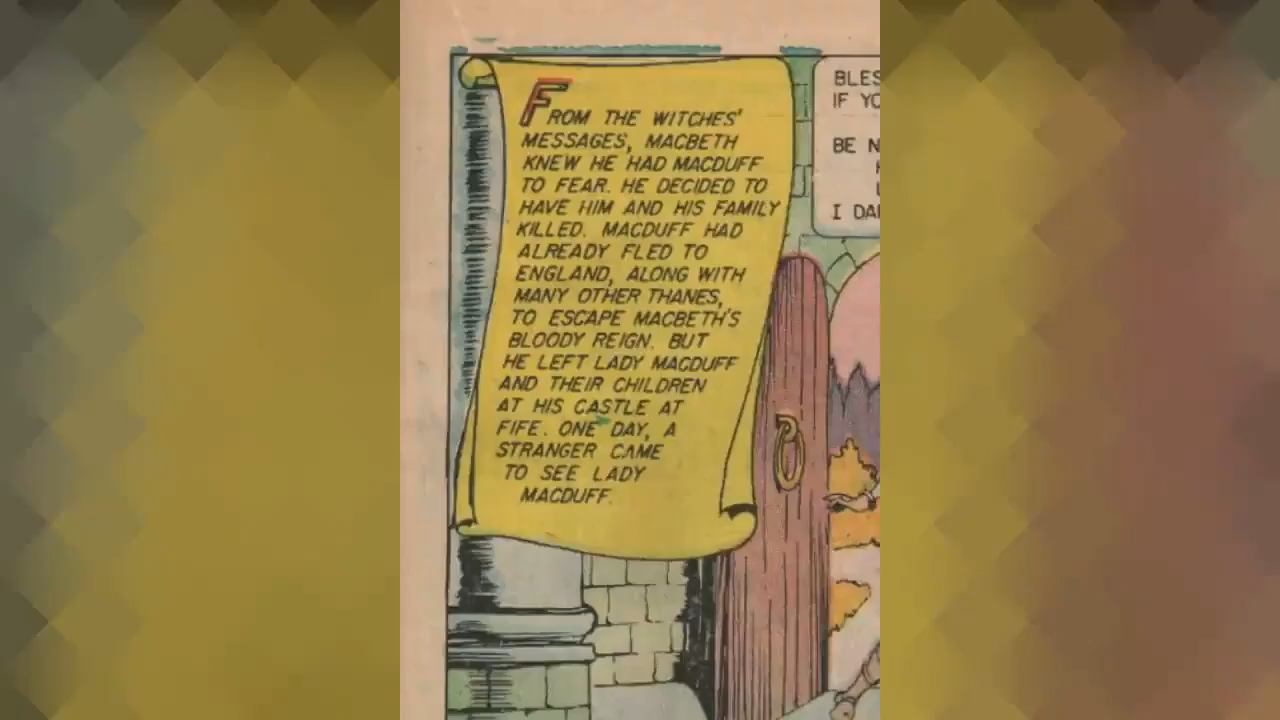 FROM THE WITCHES'
MESSAGES, MACBETH
KNEW HE HAD MACDUFF
TO FEAR. HE DECIDED TO
HAVE HIM AND HIS FAMILY
KILLED. MACDUFF HAD
ALREADY FLED TO
ENGLAND, ALONG WITH
MANY OTHER THANES,
TO ESCAPE MACBETH'S
BLOODY REIGN. BUT
HE LEFT LADY MACDUFF
AND THEIR CHILDREN
AT HIS CASTLE AT
FIFE. ONE DAY, A
STRANGER CAME
TO SEE LADY
MACDUFF.
IF
BE
I